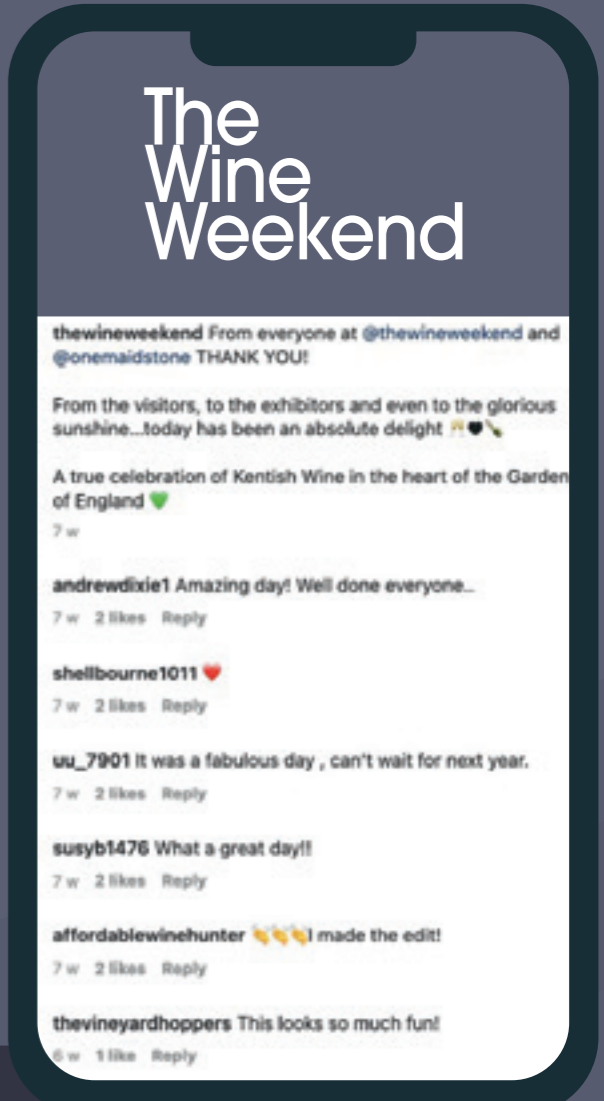 The
Wine
Weekend
thewineweekend From everyone at @thewineweekend and
@onemaidstone THANK YOU!
From the visitors, to the exhibitors and even to the glorious
sunshine...today has been an absolute delight 🥂🖤🍾
A true celebration of Kentish Wine in the heart of the Garden
of England 💚
7 w
andrewdixie1 Amazing day! Well done everyone...
7 w 2 likes Reply
shellbourne1011 ❤️
7 w 2 likes Reply
uu_7901 It was a fabulous day , can't wait for next year.
7 w 2 likes Reply
susyb1476 What a great day!!
7 w 2 likes Reply
affordablewinehunter 👏👏👏I made the edit!
7 w 2 likes Reply
thevineyardhoppers This looks so much fun!
6 w 1 like Reply